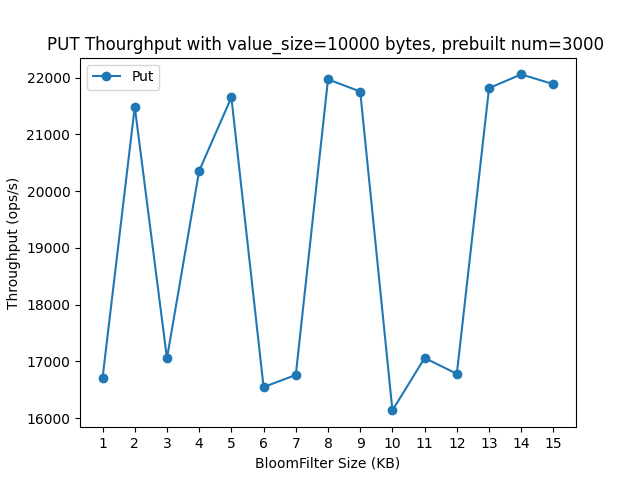 PUT Thourghput with value_size=10000 bytes, prebuilt num=3000
Put
Throughput (ops/s)
22000
21000
20000
19000
18000
17000
16000
1 2 3 4 5 6 7 8 9 10 11 12 13 14 15
BloomFilter Size (KB)